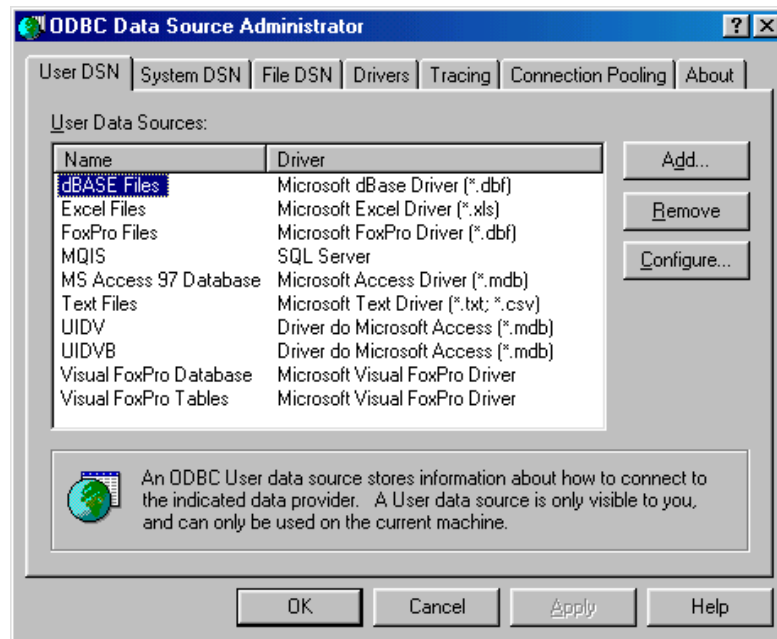 ODBC Data Source Administrator
User DSN System DSN File DSN Drivers Tracing Connection Pooling About
User Data Sources:
Name Driver
dBASE Files Microsoft dBase Driver (*.dbf)
Excel Files Microsoft Excel Driver (*.xls)
FoxPro Files Microsoft FoxPro Driver (*.dbf)
MQIS SQL Server
MS Access 97 Database Microsoft Access Driver (*.mdb)
Text Files Microsoft Text Driver (*.txt; *.csv)
UIDV Driver do Microsoft Access (*.mdb)
UIDVB Driver do Microsoft Access (*.mdb)
Visual FoxPro Database Microsoft Visual FoxPro Driver
Visual FoxPro Tables Microsoft Visual FoxPro Driver
Add...
Remove
Configure...
An ODBC User data source stores information about how to connect to
the indicated data provider. A User data source is only visible to you,
and can only be used on the current machine.
OK Cancel Apply Help